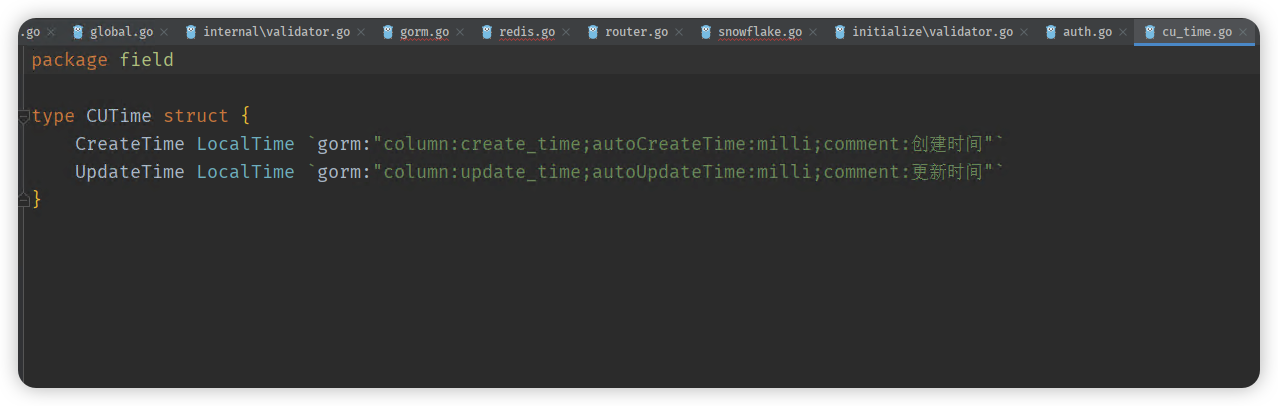 .go global.go internal\validator.go gorm.go redis.go router.go snowflake.go initialize\validator.go auth.go cu_time.go
package field
type CUTime struct {
CreateTime LocalTime `gorm:"column:create_time;autoCreateTime:milli;comment:创建时间"`
UpdateTime LocalTime `gorm:"column:update_time;autoUpdateTime:milli;comment:更新时间"`
}